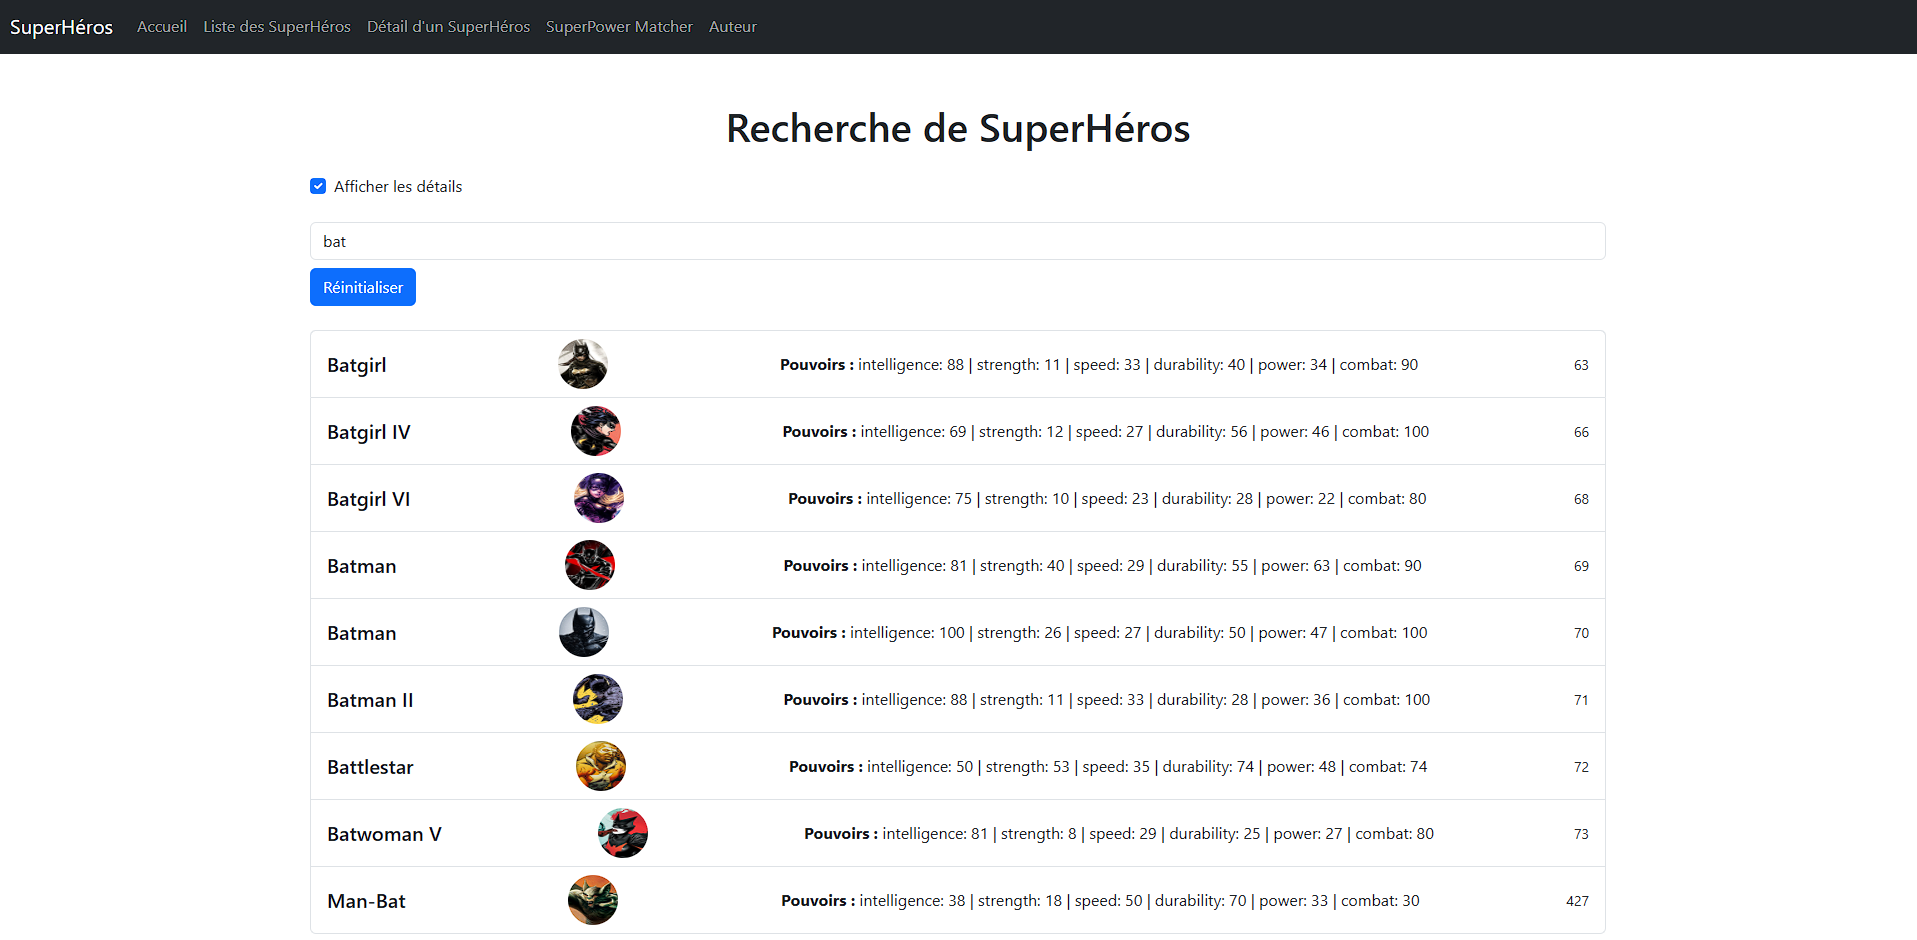 SuperHéros Accueil Liste des SuperHéros Détail d'un SuperHéros SuperPower Matcher Auteur
Recherche de SuperHéros
Afficher les détails
bat
Réinitialiser
Batgirl Pouvoirs : intelligence: 88 | strength: 11 | speed: 33 | durability: 40 | power: 34 | combat: 90 63
Batgirl IV Pouvoirs : intelligence: 69 | strength: 12 | speed: 27 | durability: 56 | power: 46 | combat: 100 66
Batgirl VI Pouvoirs : intelligence: 75 | strength: 10 | speed: 23 | durability: 28 | power: 22 | combat: 80 68
Batman Pouvoirs : intelligence: 81 | strength: 40 | speed: 29 | durability: 55 | power: 63 | combat: 90 69
Batman Pouvoirs : intelligence: 100 | strength: 26 | speed: 27 | durability: 50 | power: 47 | combat: 100 70
Batman II Pouvoirs : intelligence: 88 | strength: 11 | speed: 33 | durability: 28 | power: 36 | combat: 100 71
Battlestar Pouvoirs : intelligence: 50 | strength: 53 | speed: 35 | durability: 74 | power: 48 | combat: 74 72
Batwoman V Pouvoirs : intelligence: 81 | strength: 8 | speed: 29 | durability: 25 | power: 27 | combat: 80 73
Man-Bat Pouvoirs : intelligence: 38 | strength: 18 | speed: 50 | durability: 70 | power: 33 | combat: 30 427